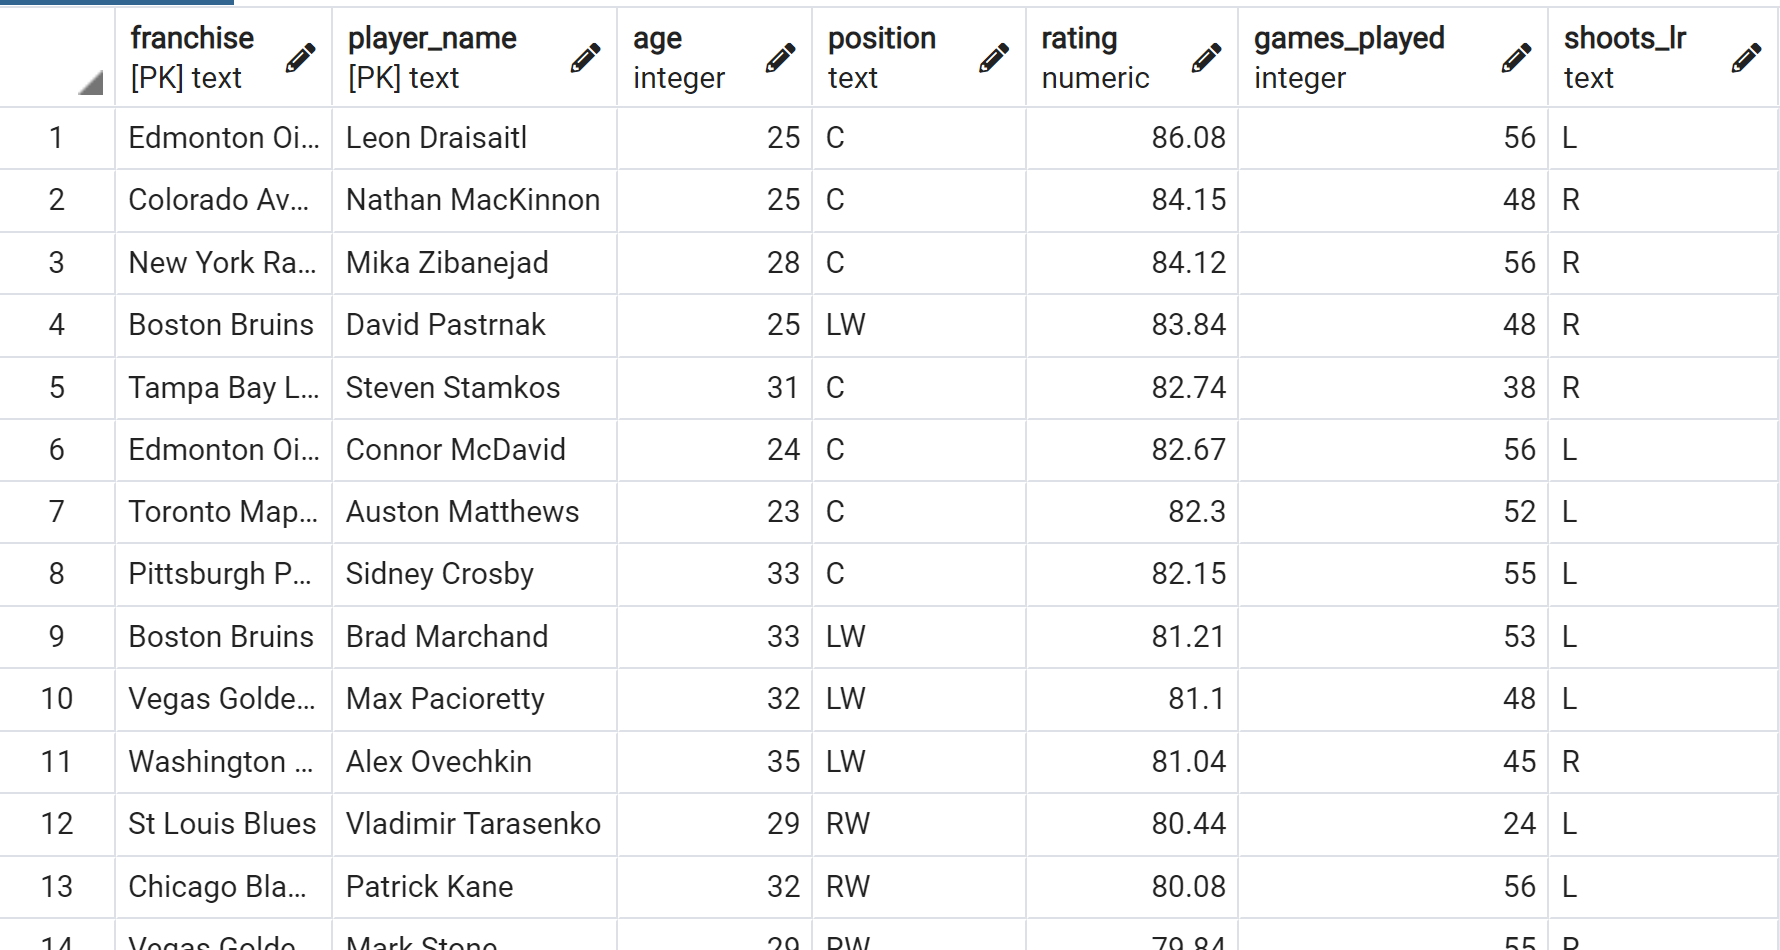 franchise player_name age position rating games_played shoots_lr
[PK] text [PK] text integer text numeric integer text
1 Edmonton Oi... Leon Draisaitl 25 C 86.08 56 L
2 Colorado Av... Nathan MacKinnon 25 C 84.15 48 R
3 New York Ra... Mika Zibanejad 28 C 84.12 56 R
4 Boston Bruins David Pastrnak 25 LW 83.84 48 R
5 Tampa Bay L... Steven Stamkos 31 C 82.74 38 R
6 Edmonton Oi... Connor McDavid 24 C 82.67 56 L
7 Toronto Map... Auston Matthews 23 C 82.3 52 L
8 Pittsburgh P... Sidney Crosby 33 C 82.15 55 L
9 Boston Bruins Brad Marchand 33 LW 81.21 53 L
10 Vegas Golde... Max Pacioretty 32 LW 81.1 48 L
11 Washington ... Alex Ovechkin 35 LW 81.04 45 R
12 St Louis Blues Vladimir Tarasenko 29 RW 80.44 24 L
13 Chicago Bla... Patrick Kane 32 RW 80.08 56 L
14 Vegas Golde... Mark Stone 29 RW 79.84 55 R